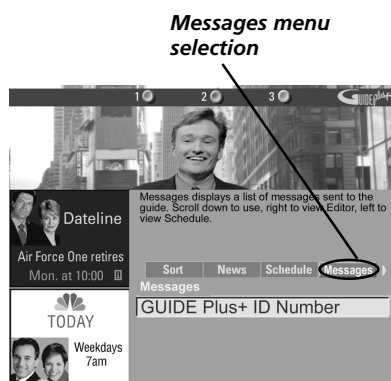 Messages menu
selection
1 2 3 GUIDE Plus+
Messages displays a list of messages sent to the
guide. Scroll down to use, right to view Editor, left to
view Schedule.
Dateline
Air Force One retires
Mon. at 10:00
Sort News Schedule Messages
Messages
GUIDE Plus+ ID Number
TODAY
Weekdays
7am